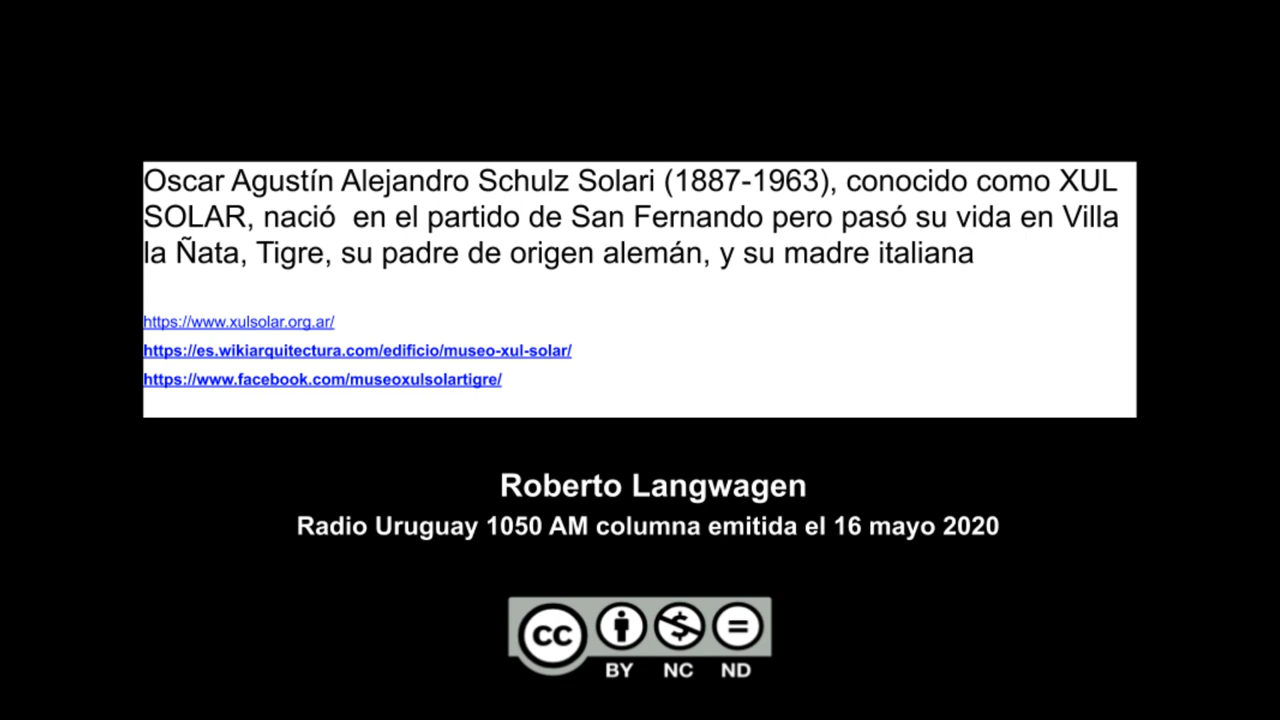 Oscar Agustín Alejandro Schulz Solari (1887-1963), conocido como XUL
SOLAR, nació  en el partido de San Fernando pero pasó su vida en Villa
la Ñata, Tigre, su padre de origen alemán, y su madre italiana
https://www.xulsolar.org.ar/
https://es.wikiarquitectura.com/edificio/museo-xul-solar/
https://www.facebook.com/museoxulsolartigre/
Roberto Langwagen
Radio Uruguay 1050 AM columna emitida el 16 mayo 2020
CC
BY NC ND